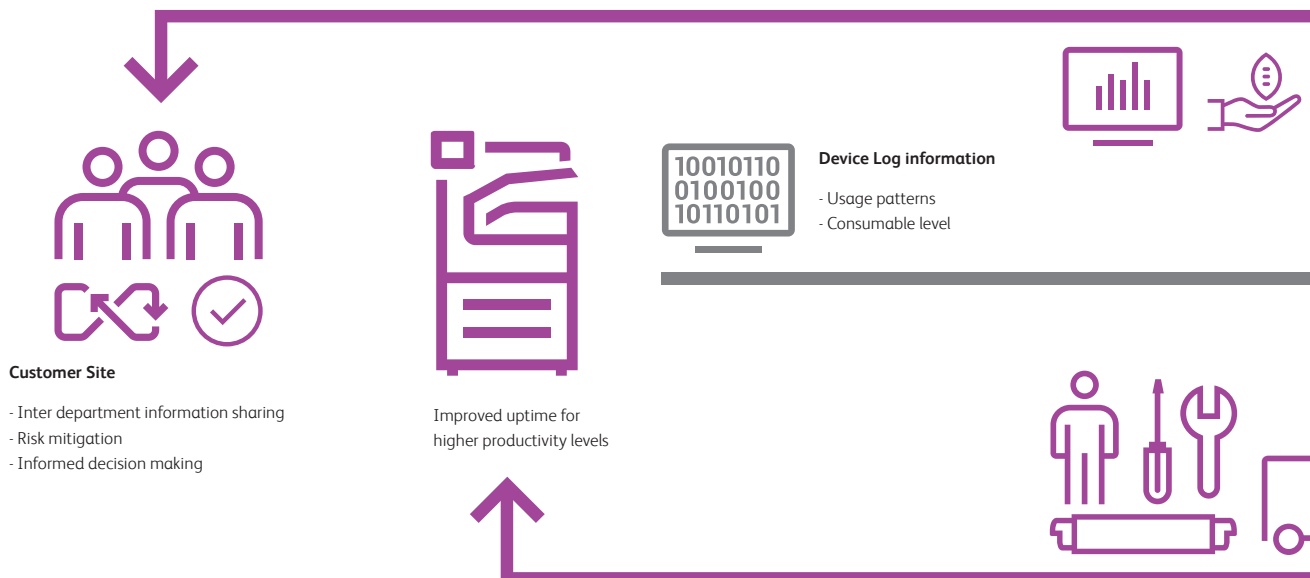 10010110
0100100
10110101
Device Log information
- Usage patterns
- Consumable level
Customer Site
- Inter department information sharing
- Risk mitigation
- Informed decision making
Improved uptime for
higher productivity levels